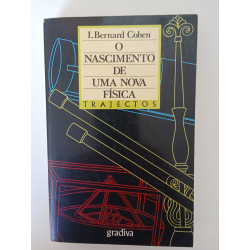 I. Bernard Cohen
O
NASCIMENTO
DE
UMA NOVA
FÍSICA
TRAJECTOS
gradiva